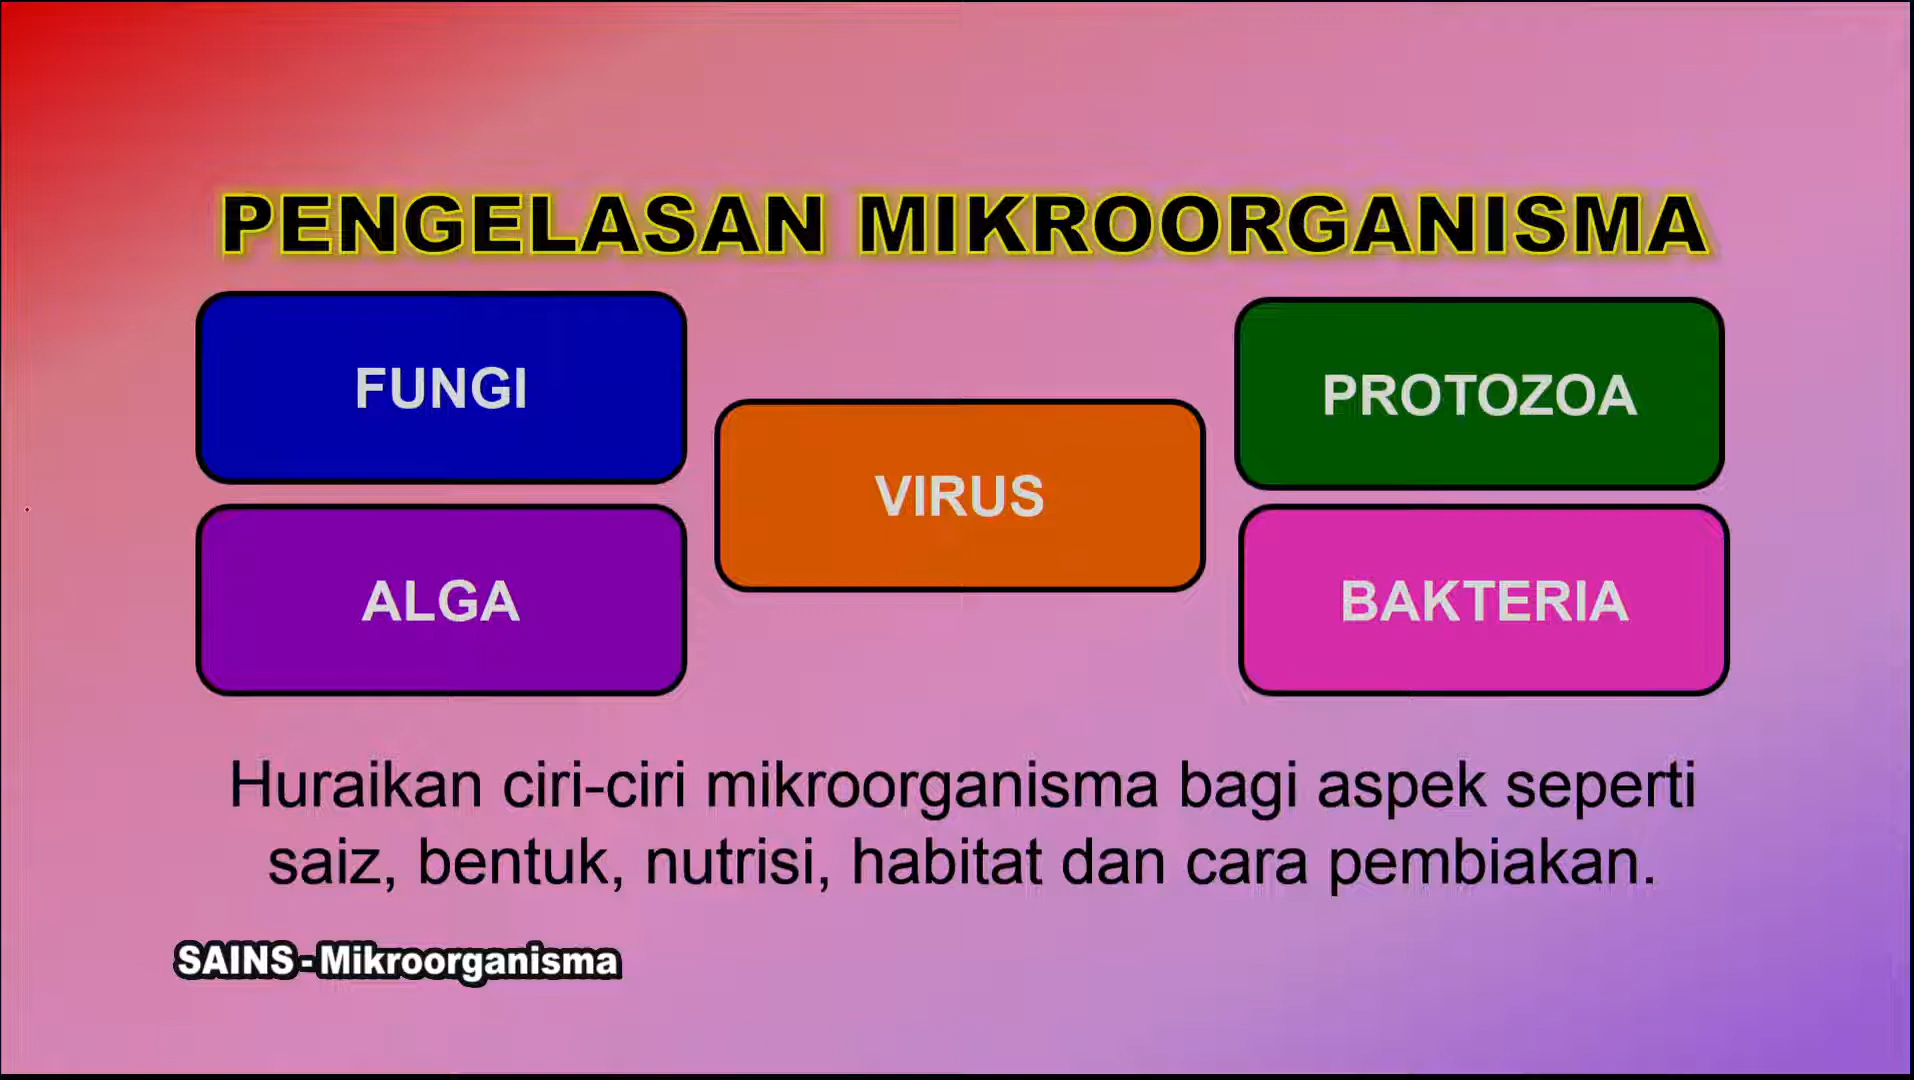 PENGELASAN MIKROORGANISMA
FUNGI
PROTOZOA
VIRUS
ALGA
BAKTERIA
Huraikan ciri-ciri mikroorganisma bagi aspek seperti
saiz, bentuk, nutrisi, habitat dan cara pembiakan.
SAINS - Mikroorganisma